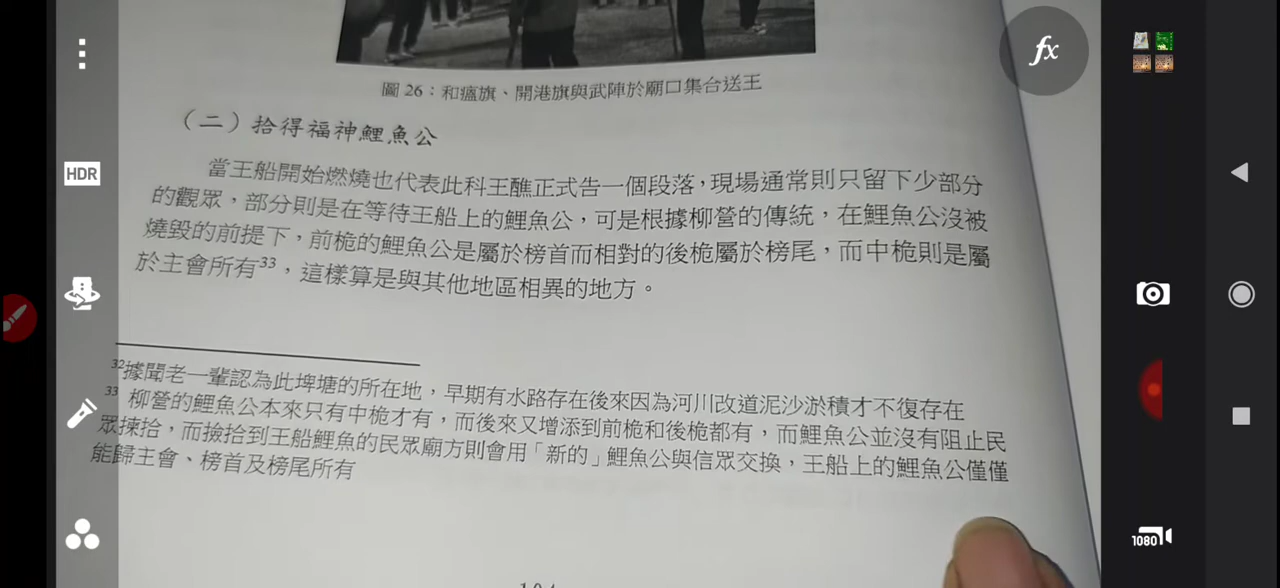 fx
圖 26：和瘟旗、開港旗與武陣於廟口集台送王
（二）拾得福神鯉魚公
HDR
當王船開始燃燒也代表此科王醮正式告一個段落，現場通常則只留下少部分
的觀眾，部分則是在等待王船上的鯉魚公，可是根據柳營的傳統，在鯉魚公沒被
燒毀的前提下，前桅的鯉魚公是屬於榜首而相對的後桅屬於榜尾，而中桅則是屬
於主會所有33，這樣算是與其他地區相異的地方。
32據聞老一輩認為此埤塘的所在地，早期有水路存在後來因為河川改道泥沙淤積才不復存在
33 柳營的鯉魚公本來只有中桅才有，而後來又增添到前桅和後桅都有，而鯉魚公並沒有阻止民
眾揀拾，而撿拾到王船鯉魚的民眾廟方則會用「新的」鯉魚公與信眾交換，王船上的鯉魚公僅僅
能歸主會、榜首及榜尾所有
1080